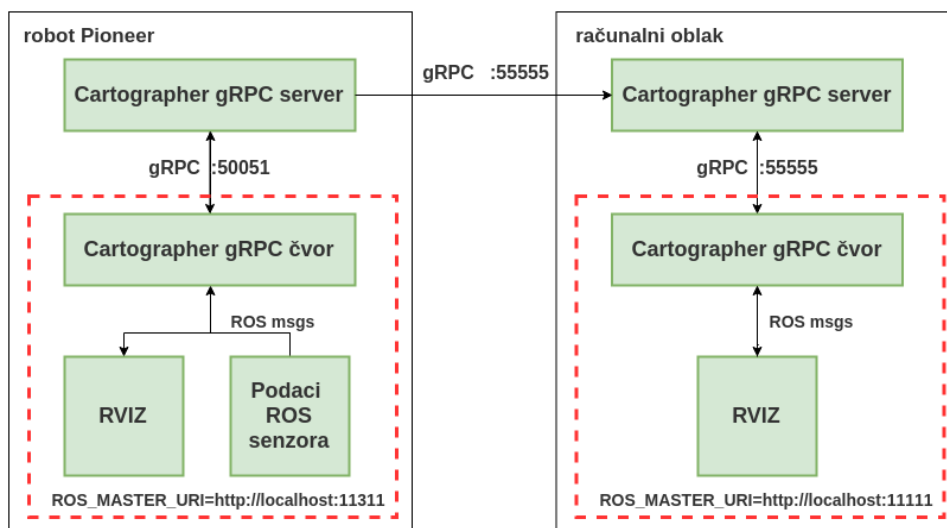 robot Pioneer
Cartographer gRPC server
gRPC :50051
Cartographer gRPC čvor
ROS msgs
RVIZ
Podaci
ROS
senzora
ROS_MASTER_URI=http://localhost:11311
gRPC :55555
računalni oblak
Cartographer gRPC server
gRPC :55555
Cartographer gRPC čvor
ROS msgs
RVIZ
ROS_MASTER_URI=http://localhost:11111